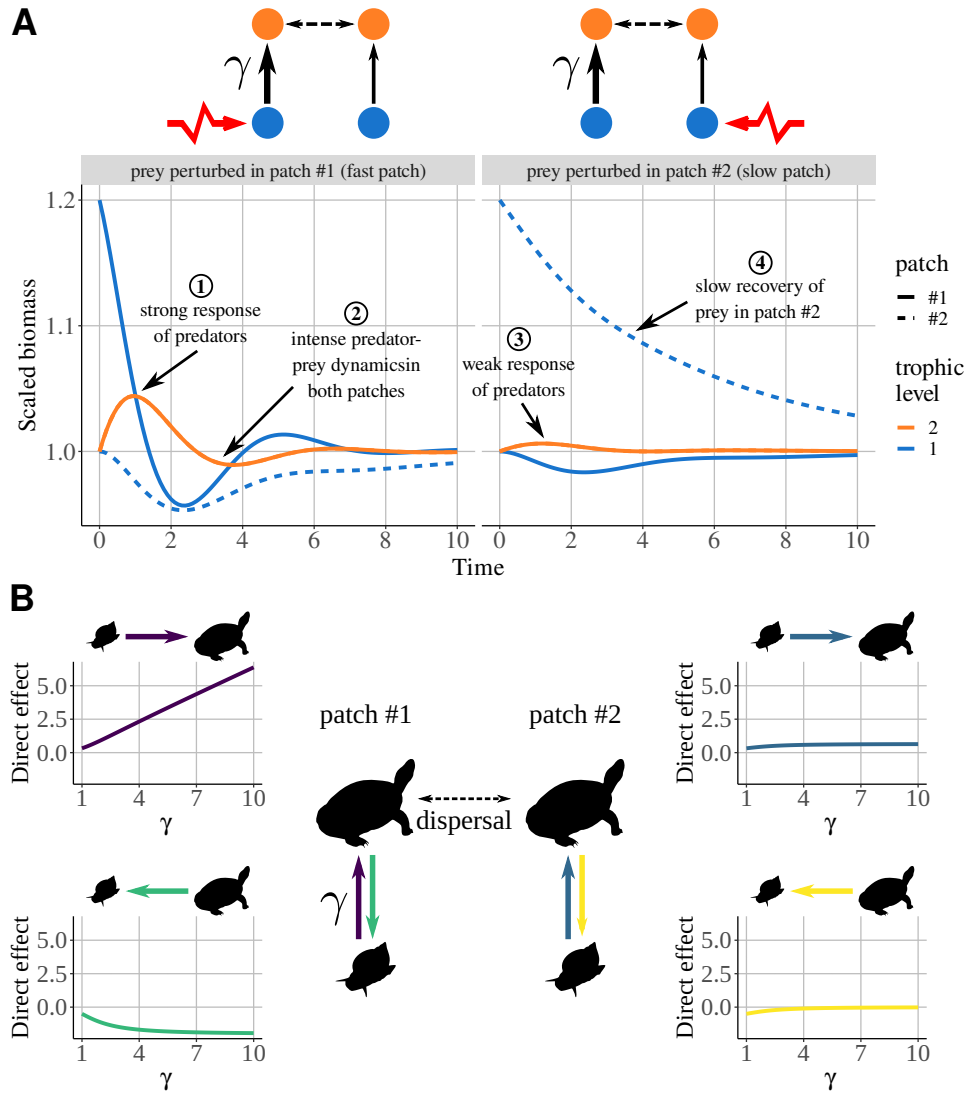 A
γ
γ
prey perturbed in patch #1 (fast patch)
prey perturbed in patch #2 (slow patch)
Scaled biomass
1.2
1.1
1.0
①
strong response
of predators
②
intense predator-
prey dynamicsin
both patches
③
weak response
of predators
④
slow recovery of
prey in patch #2
0 2 4 6 8 10
0 2 4 6 8 10
Time
patch
#1
#2
trophic
level
2
1
B
Direct effect
5.0
2.5
0.0
1 4 7 10
γ
Direct effect
5.0
2.5
0.0
1 4 7 10
γ
patch #1
patch #2
dispersal
γ
Direct effect
5.0
2.5
0.0
1 4 7 10
γ
Direct effect
5.0
2.5
0.0
1 4 7 10
γ